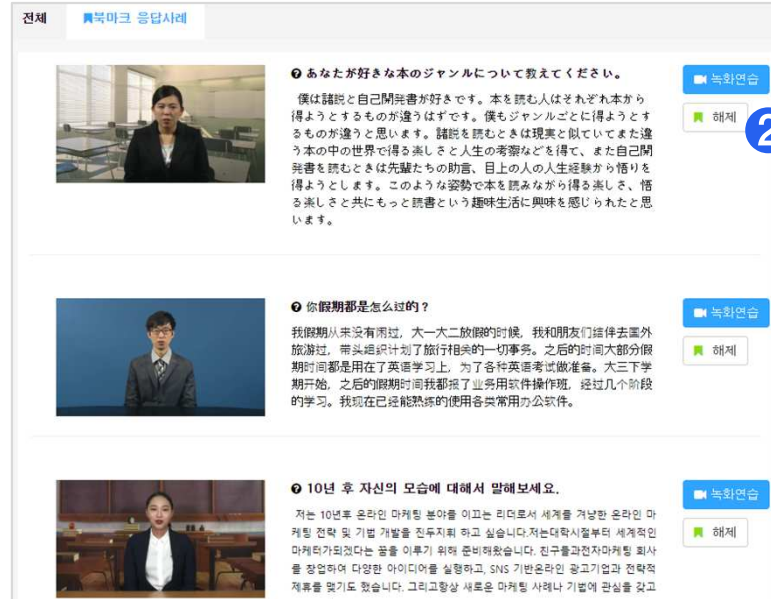 전체
북마크 응답사례
あなたが好きな本のジャンルについて教えてください。
僕は諸説と自己開発書が好きです。本を読む人はそれぞれ本から
得ようとするものが違うはずです。僕もジャンルごとに得ようとす
るものが違うと思います。諸説を読むときは現実と似ていてまた違
う本の中の世界で得る楽しさと人生の考察などを得て、また自己開
発書を読むときは先輩たちの助言、目上の人の人生経験から悟りを
得ようとします。このような姿勢で本を読みながら得る楽しさ、悟
る楽しさと共にもっと読書という趣味生活に興味を感じられたと思
います。
녹화연습
해제
2
你假期都是怎么过的？
我假期从来没有闲过，大一大二放假的时候，我和朋友们结伴去国外
旅游过，带头组织计划了旅行相关的一切事务。之后的时间大部分假
期时间都是用在了英语学习上，为了各种英语考试做准备。大三下学
期开始，之后的假期时间我都报了业务用软件操作班，经过几个阶段
的学习。我现在已经能熟练的使用各类常用办公软件。
녹화연습
해제
10년 후 자신의 모습에 대해서 말해보세요.
저는 10년후 온라인 마케팅 분야를 이끄는 리더로서 세계를 겨냥한 온라인 마
케팅 전략 및 기법 개발을 진두지휘 하고 싶습니다.저는대학시절부터 세계적인
마케터가되겠다는 꿈을 이루기 위해 준비해왔습니다. 친구들과전자마케팅 회사
를 창업하여 다양한 아이디어를 실행하고, SNS 기반온라인 광고기업과 전략적
제휴를 맺기도 했습니다. 그리고항상 새로운 마케팅 사례나 기법에 관심을 갖고
녹화연습
해제